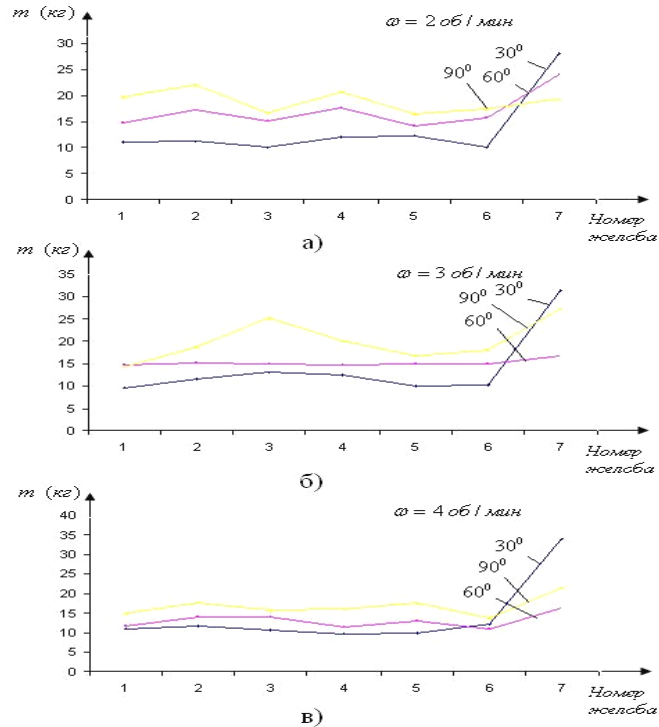 m (кг)
ω = 2 об / мин
30
25
20
15
10
5
0
30⁰
90⁰
60⁰
1 2 3 4 5 6 7
Номер
желоба
а)
m (кг)
ω = 3 об / мин
35
30
25
20
15
10
5
0
90⁰
30⁰
60⁰
1 2 3 4 5 6 7
Номер
желоба
б)
m (кг)
ω = 4 об / мин
40
35
30
25
20
15
10
5
0
30⁰
90⁰
60⁰
1 2 3 4 5 6 7
Номер
желоба
в)